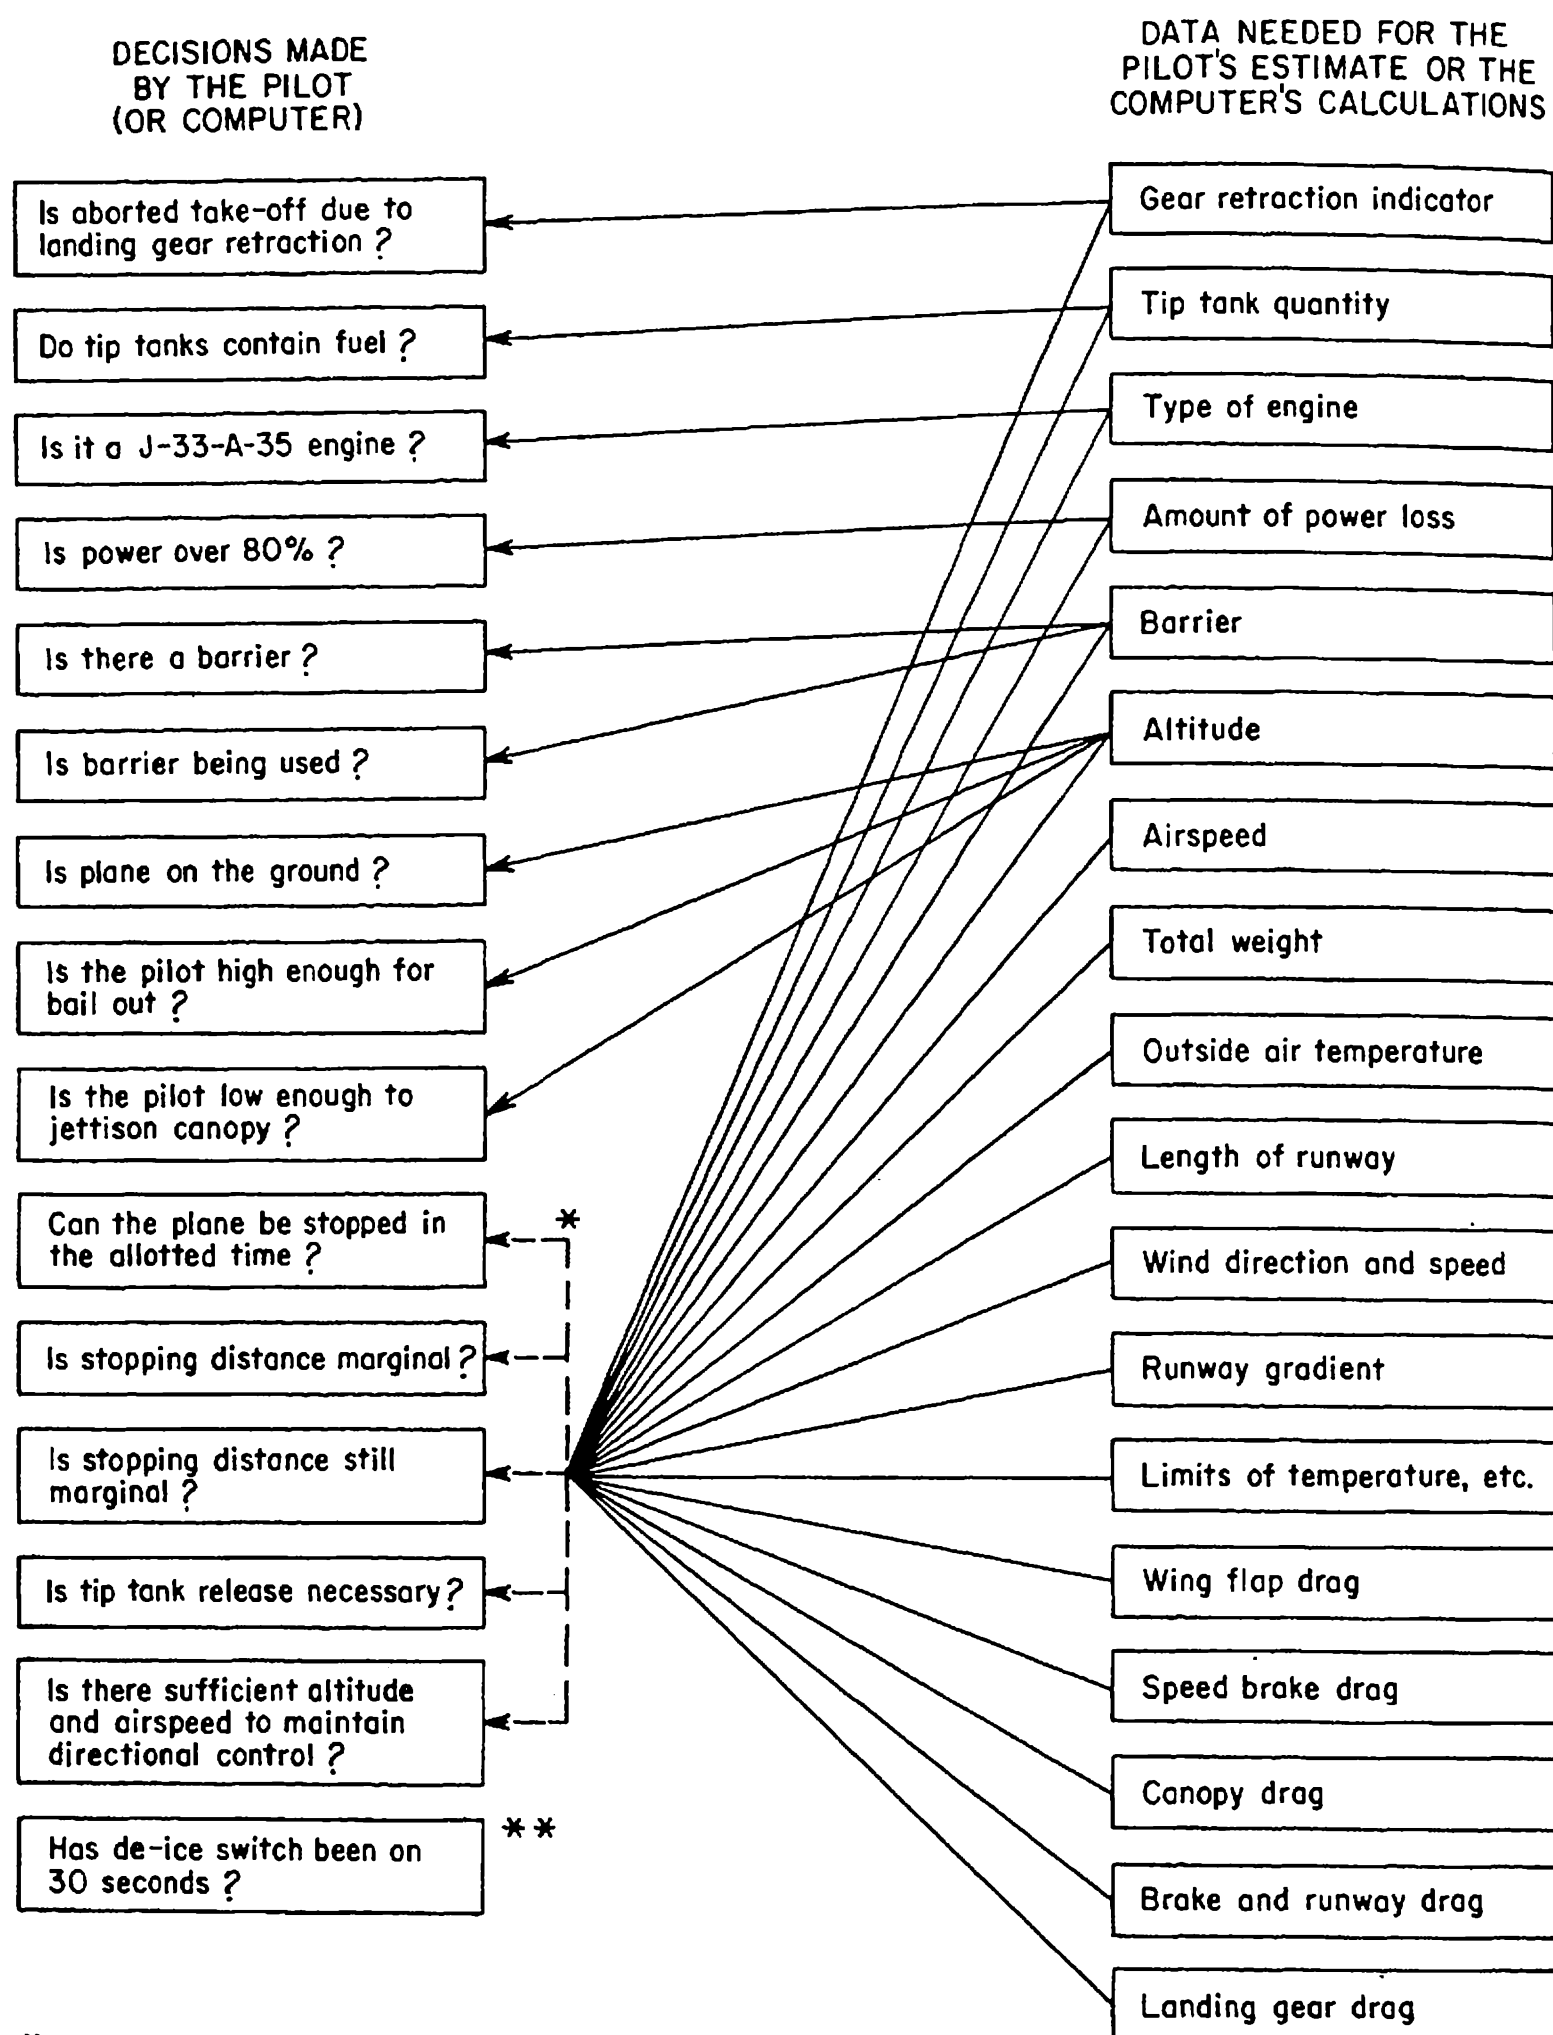 DECISIONS MADE
BY THE PILOT
(OR COMPUTER)
Is aborted take-off due to
landing gear retraction ?
Do tip tanks contain fuel ?
Is it a J-33-A-35 engine ?
Is power over 80% ?
Is there a barrier ?
Is barrier being used ?
Is plane on the ground ?
Is the pilot high enough for
bail out ?
Is the pilot low enough to
jettison canopy ?
Can the plane be stopped in
the allotted time ?
*
Is stopping distance marginal ?
Is stopping distance still
marginal ?
Is tip tank release necessary ?
Is there sufficient altitude
and airspeed to maintain
directional control ?
Has de-ice switch been on
30 seconds ?
**
DATA NEEDED FOR THE
PILOT'S ESTIMATE OR THE
COMPUTER'S CALCULATIONS
Gear retraction indicator
Tip tank quantity
Type of engine
Amount of power loss
Barrier
Altitude
Airspeed
Total weight
Outside air temperature
Length of runway
Wind direction and speed
Runway gradient
Limits of temperature, etc.
Wing flap drag
Speed brake drag
Canopy drag
Brake and runway drag
Landing gear drag